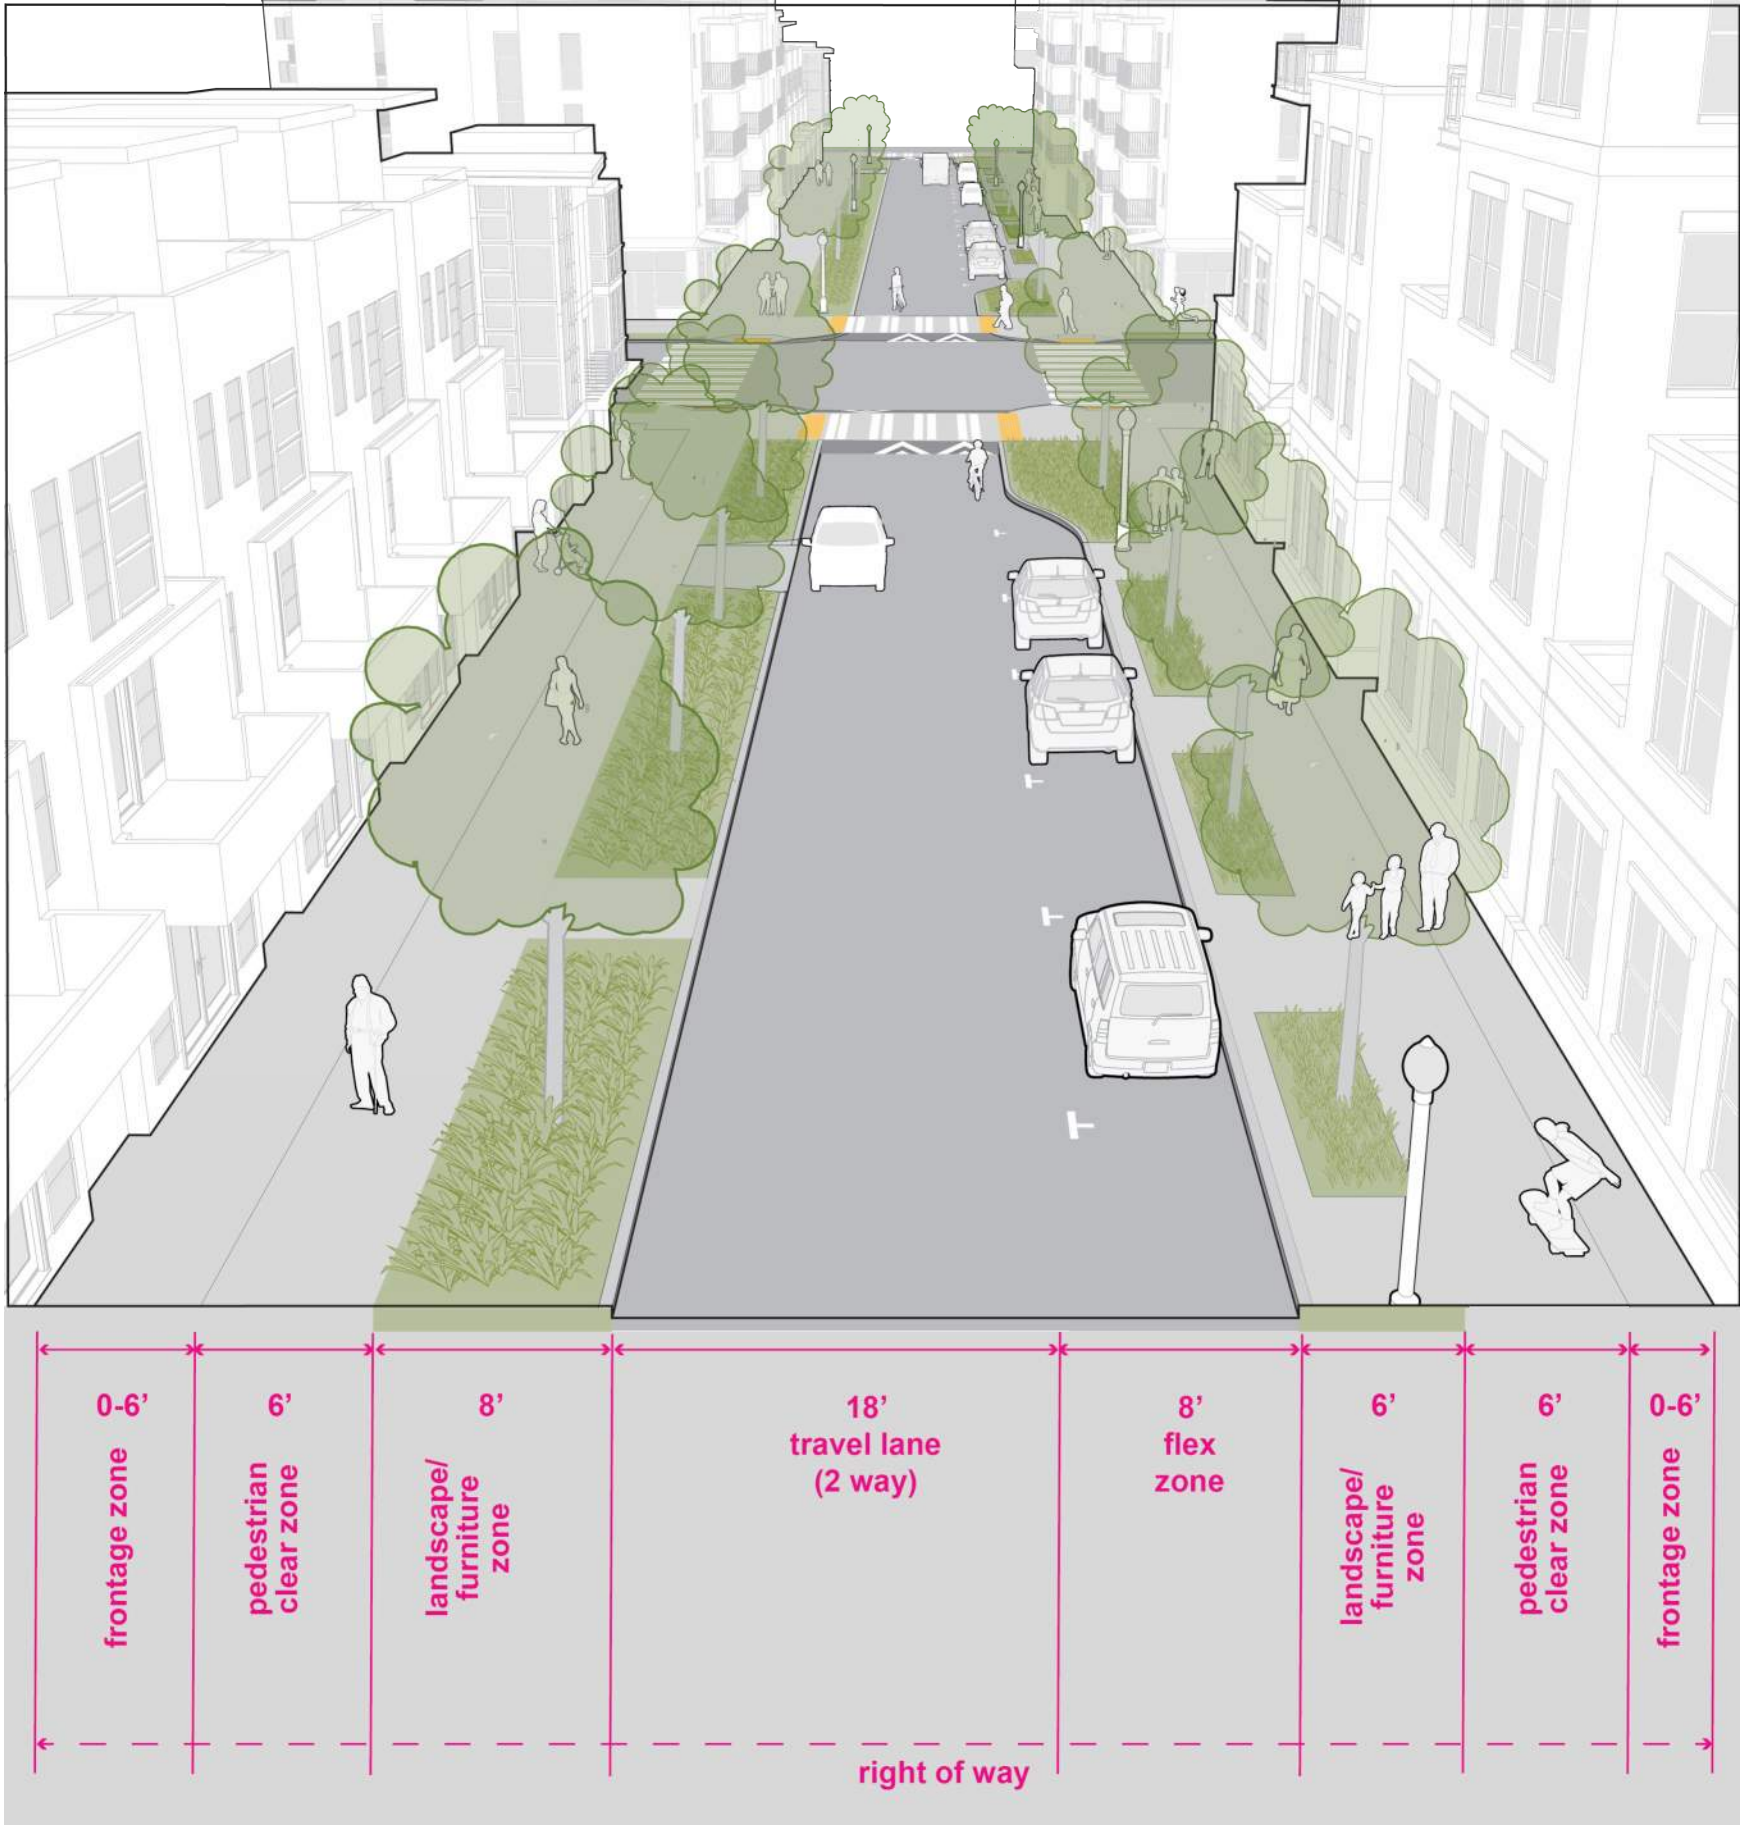 0-6’
frontage zone
6’
pedestrian
clear zone
8’
landscape/
furniture
zone
18’
travel lane
(2 way)
8’
flex
zone
6’
landscape/
furniture
zone
6’
pedestrian
clear zone
0-6’
frontage zone
right of way